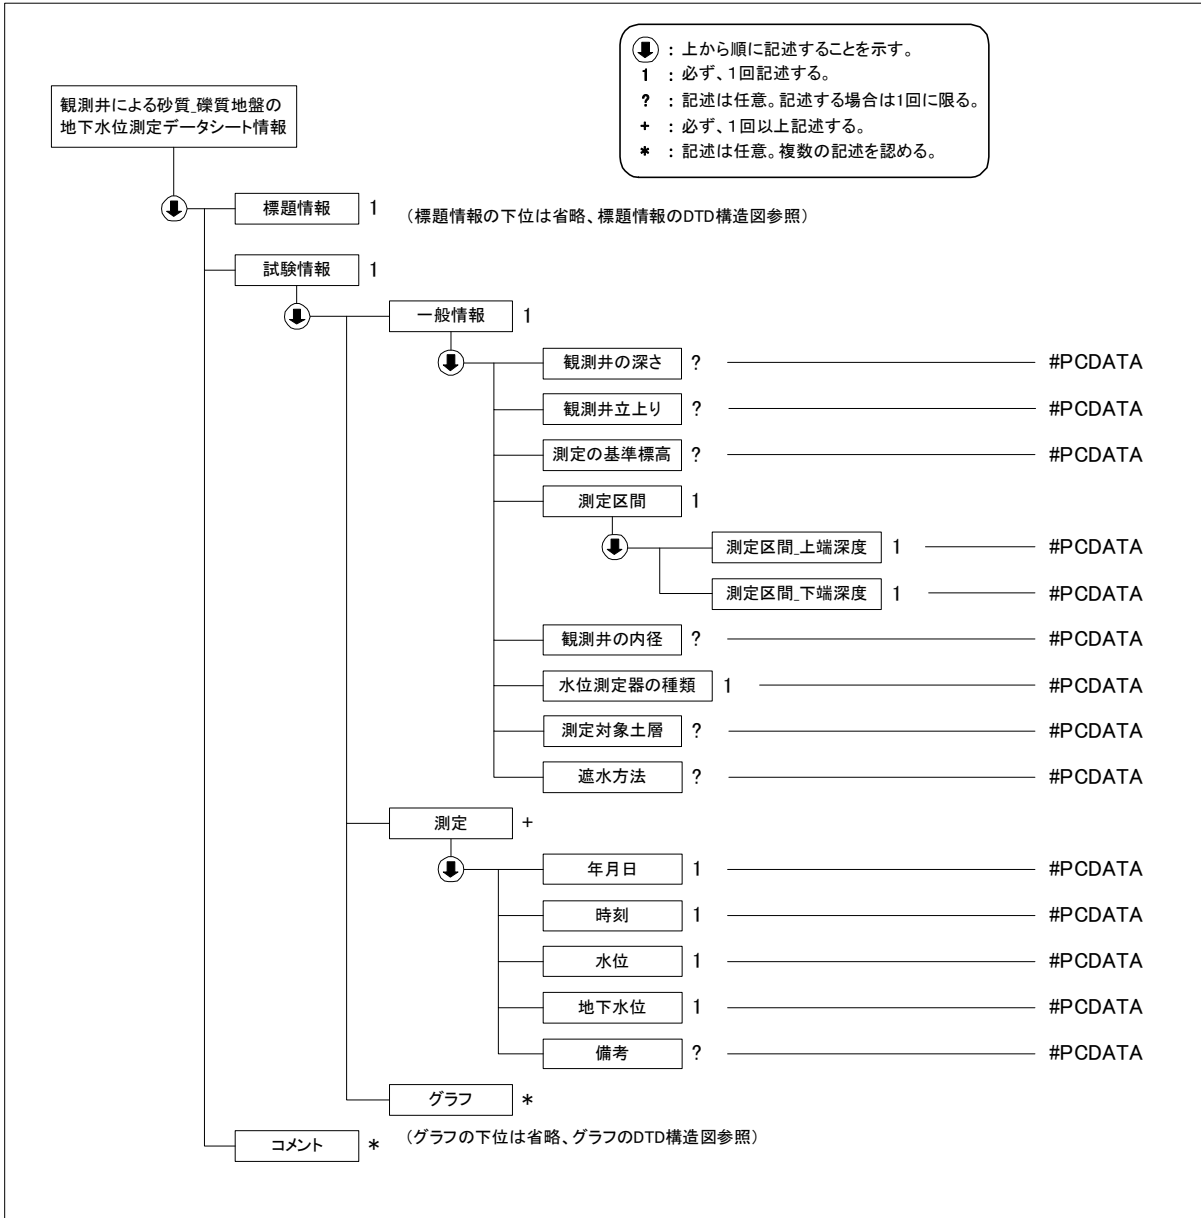 ⬇ : 上から順に記述することを示す。
1 : 必ず、1回記述する。
? : 記述は任意。記述する場合は1回に限る。
+ : 必ず、1回以上記述する。
* : 記述は任意。複数の記述を認める。
観測井による砂質_礫質地盤の
地下水位測定データシート情報
標題情報 1 (標題情報の下位は省略、標題情報のDTD構造図参照)
試験情報 1
一般情報 1
観測井の深さ ? #PCDATA
観測井立上り ? #PCDATA
測定の基準標高 ? #PCDATA
測定区間 1
測定区間_上端深度 1 #PCDATA
測定区間_下端深度 1 #PCDATA
観測井の内径 ? #PCDATA
水位測定器の種類 1 #PCDATA
測定対象土層 ? #PCDATA
遮水方法 ? #PCDATA
測定 +
年月日 1 #PCDATA
時刻 1 #PCDATA
水位 1 #PCDATA
地下水位 1 #PCDATA
備考 ? #PCDATA
グラフ *
(グラフの下位は省略、グラフのDTD構造図参照)
コメント *